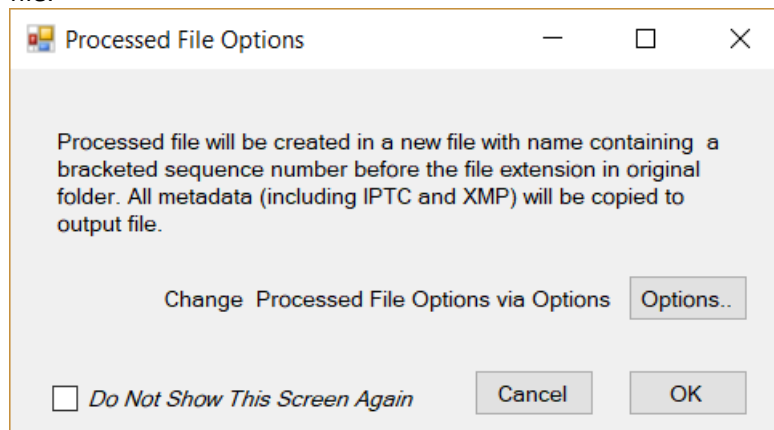 file.
Processed File Options
Processed file will be created in a new file with name containing  a
bracketed sequence number before the file extension in original
folder. All metadata (including IPTC and XMP) will be copied to
output file.
Change  Processed File Options via Options  Options..
Do Not Show This Screen Again  Cancel  OK